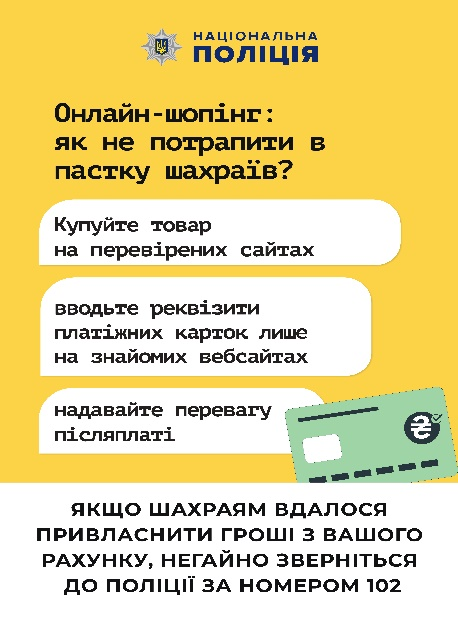 НАЦІОНАЛЬНА
ПОЛІЦІЯ
Онлайн-шопінг:
як не потрапити в
пастку шахраїв?
Купуйте товар
на перевірених сайтах
вводьте реквізити
платіжних карток лише
на знайомих вебсайтах
надавайте перевагу
післяплаті
₴
ЯКЩО ШАХРАЯМ ВДАЛОСЯ
ПРИВЛАСНИТИ ГРОШІ З ВАШОГО
РАХУНКУ, НЕГАЙНО ЗВЕРНІТЬСЯ
ДО ПОЛІЦІЇ ЗА НОМЕРОМ 102